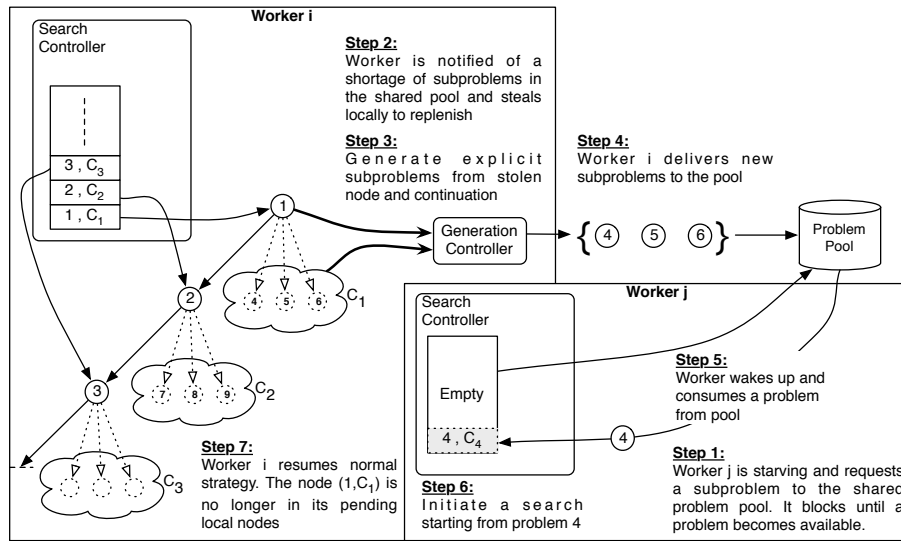 Worker i
Search
Controller
3 , C3
2 , C2
1 , C1
Step 2:
Worker is notified of a
shortage of subproblems in
the shared pool and steals
locally to replenish
Step 3:
Generate explicit
subproblems from stolen
node and continuation
Step 4:
Worker i delivers new
subproblems to the pool
1
Generation
Controller
{ 4 5 6 }
Problem
Pool
4 5 6
C1
2
7 8 9
C2
3
C3
Step 7:
Worker i resumes normal
strategy. The node (1,C1) is
no longer in its pending
local nodes
Worker j
Search
Controller
Empty
4 , C4
4
Step 5:
Worker wakes up and
consumes a problem
from pool
Step 6:
Initiate a search
starting from problem 4
Step 1:
Worker j is starving and requests
a subproblem to the shared
problem pool. It blocks until a
problem becomes available.